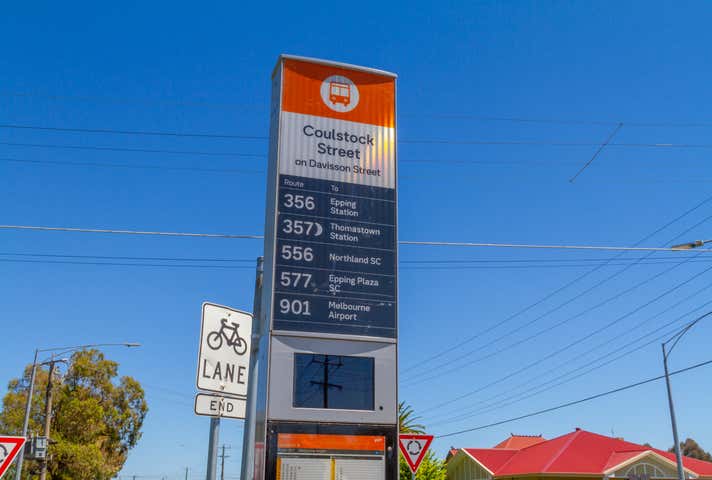 Coulstock
Street
on Davisson Street
Route To
356 Epping
Station
357 Thomastown
Station
556 Northland SC
577 Epping Plaza
SC
901 Melbourne
Airport
LANE
END